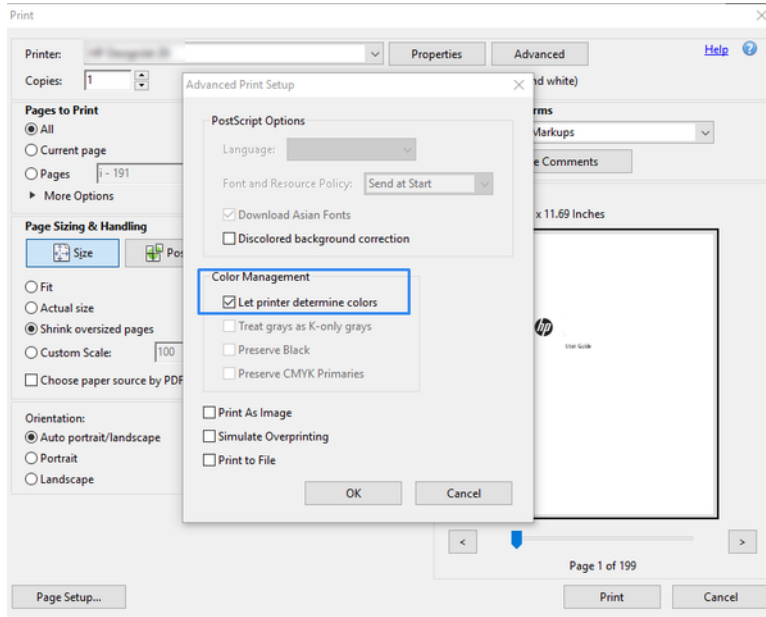 Print
Printer:
Properties
Advanced
Help
Copies:
1
nd white)
Advanced Print Setup
Pages to Print
All
Current page
Pages
i - 191
More Options
Page Sizing & Handling
Size
Pos
Fit
Actual size
Shrink oversized pages
Custom Scale:
100
Choose paper source by PDF
Orientation:
Auto portrait/landscape
Portrait
Landscape
PostScript Options
Language:
Font and Resource Policy:
Send at Start
Download Asian Fonts
Discolored background correction
Color Management
Let printer determine colors
Treat grays as K-only grays
Preserve Black
Preserve CMYK Primaries
Print As Image
Simulate Overprinting
Print to File
OK
Cancel
rms
Markups
e Comments
x 11.69 Inches
hp
User Guide
<
>
Page 1 of 199
Page Setup...
Print
Cancel